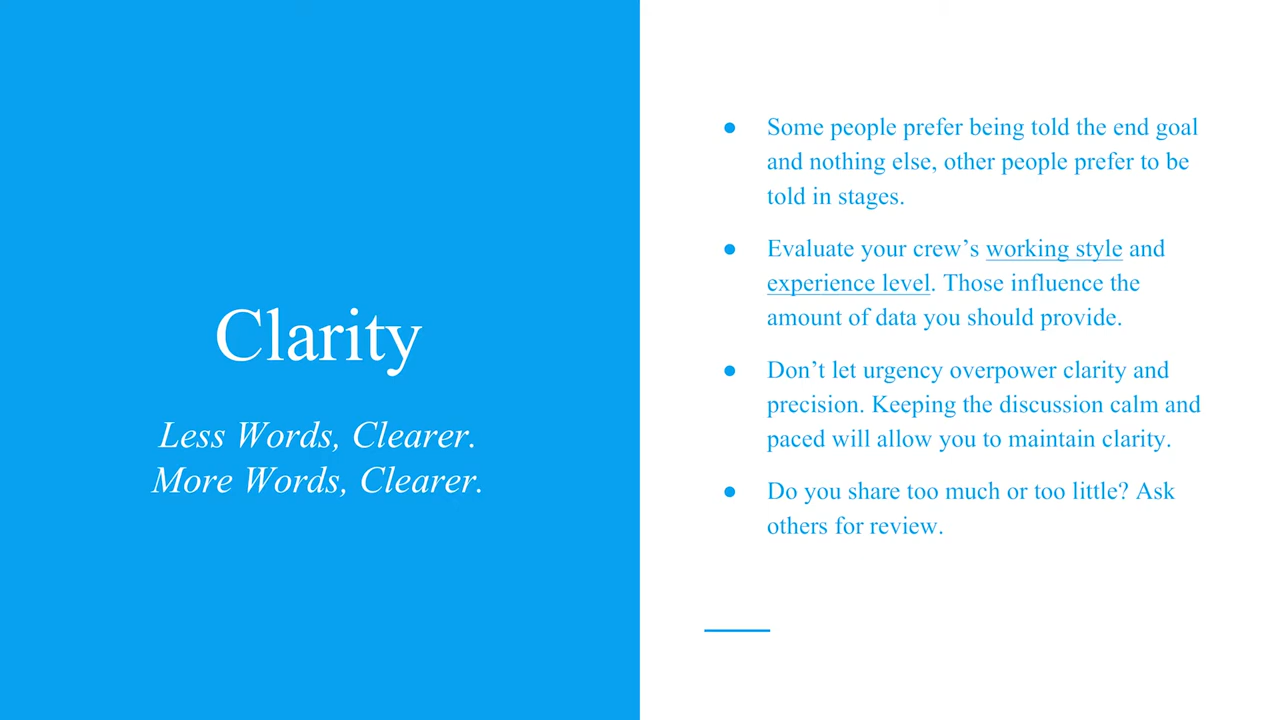 Clarity
Less Words, Clearer.
More Words, Clearer.
● Some people prefer being told the end goal
and nothing else, other people prefer to be
told in stages.
● Evaluate your crew’s working style and
experience level. Those influence the
amount of data you should provide.
● Don’t let urgency overpower clarity and
precision. Keeping the discussion calm and
paced will allow you to maintain clarity.
● Do you share too much or too little? Ask
others for review.